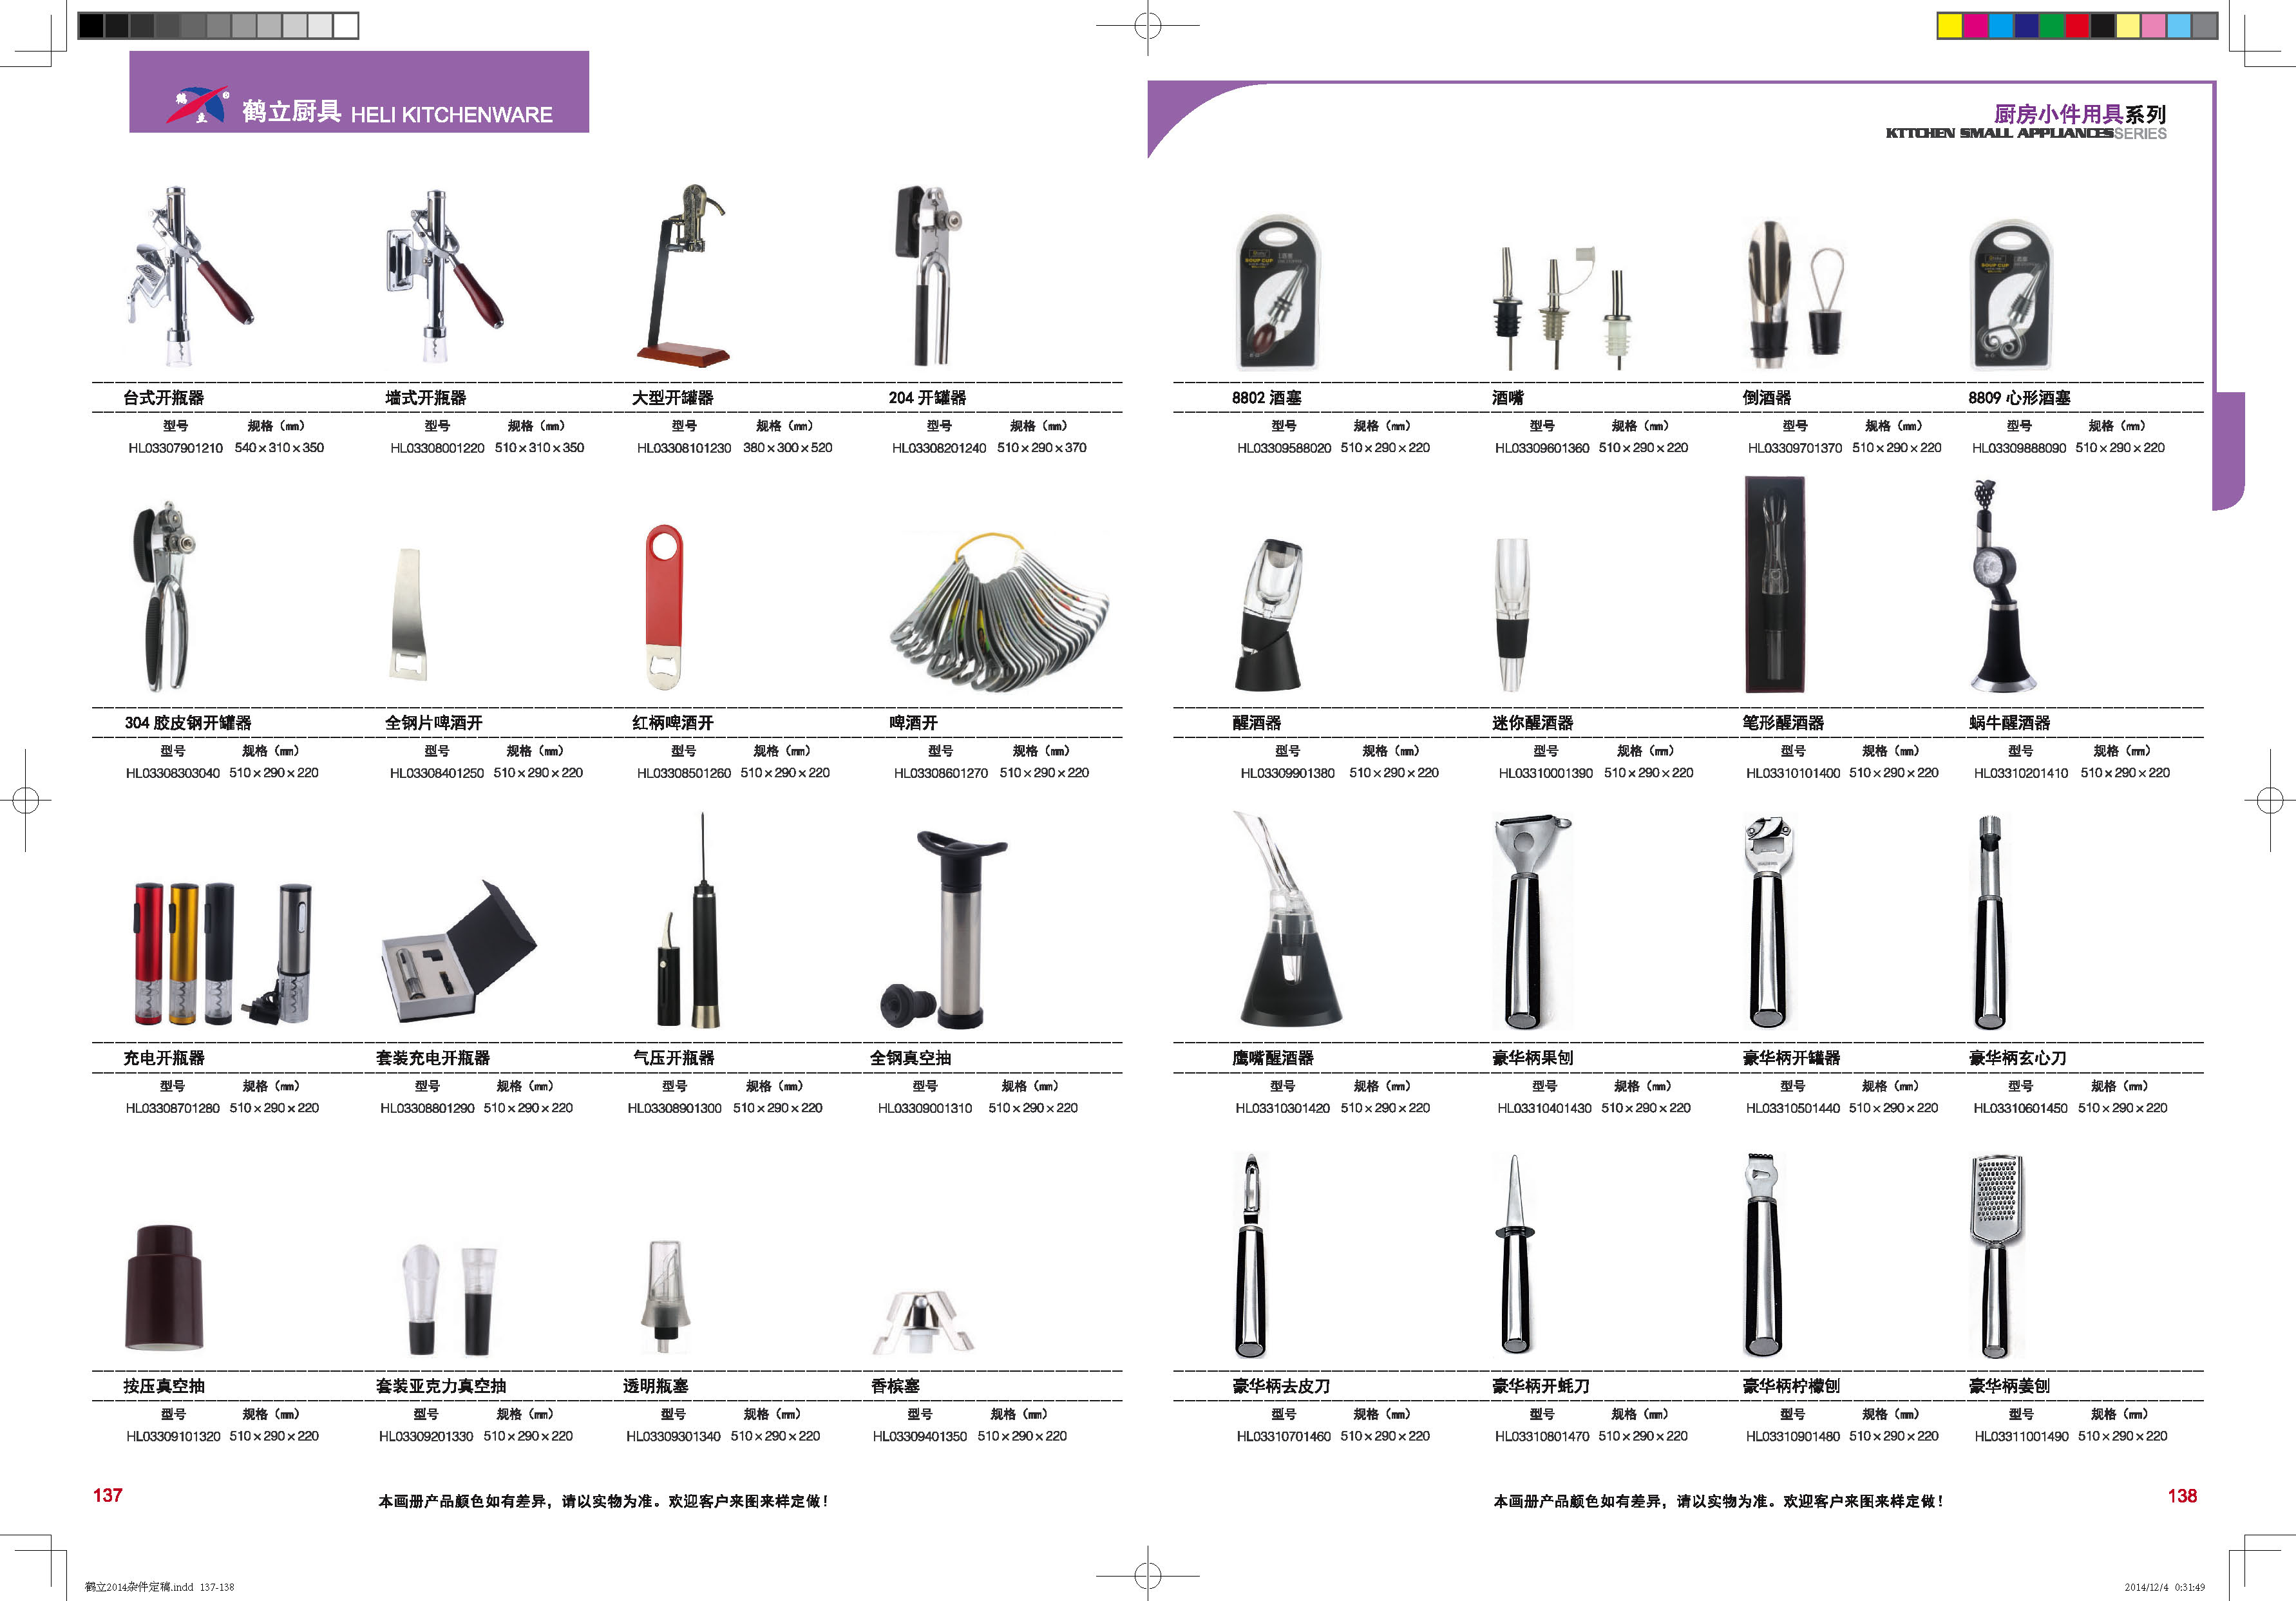 鹤立
®
鹤立厨具 HELI KITCHENWARE
厨房小件用具系列
KTTCHEN SMALL APPLIANCESSERIES
台式开瓶器 墙式开瓶器 大型开罐器 204 开罐器
型号 规格（mm） 型号 规格（mm） 型号 规格（mm） 型号 规格（mm）
HL03307901210 540×310×350 HL03308001220 510×310×350 HL03308101230 380×300×520 HL03308201240 510×290×370
304 胶皮钢开罐器 全钢片啤酒开 红柄啤酒开 啤酒开
型号 规格（mm） 型号 规格（mm） 型号 规格（mm） 型号 规格（mm）
HL03308303040 510×290×220 HL03308401250 510×290×220 HL03308501260 510×290×220 HL03308601270 510×290×220
充电开瓶器 套装充电开瓶器 气压开瓶器 全钢真空抽
型号 规格（mm） 型号 规格（mm） 型号 规格（mm） 型号 规格（mm）
HL03308701280 510×290×220 HL03308801290 510×290×220 HL03308901300 510×290×220 HL03309001310 510×290×220
按压真空抽 套装亚克力真空抽 透明瓶塞 香槟塞
型号 规格（mm） 型号 规格（mm） 型号 规格（mm） 型号 规格（mm）
HL03309101320 510×290×220 HL03309201330 510×290×220 HL03309301340 510×290×220 HL03309401350 510×290×220
137
本画册产品颜色如有差异，请以实物为准。欢迎客户来图来样定做！
SOUP CUP
SOUP CUP
8802 酒塞 酒嘴 倒酒器 8809 心形酒塞
型号 规格（mm） 型号 规格（mm） 型号 规格（mm） 型号 规格（mm）
HL03309588020 510×290×220 HL03309601360 510×290×220 HL03309701370 510×290×220 HL03309888090 510×290×220
醒酒器 迷你醒酒器 笔形醒酒器 蜗牛醒酒器
型号 规格（mm） 型号 规格（mm） 型号 规格（mm） 型号 规格（mm）
HL03309901380 510×290×220 HL03310001390 510×290×220 HL03310101400 510×290×220 HL03310201410 510×290×220
鹰嘴醒酒器 豪华柄果刨 豪华柄开罐器 豪华柄玄心刀
型号 规格（mm） 型号 规格（mm） 型号 规格（mm） 型号 规格（mm）
HL03310301420 510×290×220 HL03310401430 510×290×220 HL03310501440 510×290×220 HL03310601450 510×290×220
豪华柄去皮刀 豪华柄开蚝刀 豪华柄柠檬刨 豪华柄姜刨
型号 规格（mm） 型号 规格（mm） 型号 规格（mm） 型号 规格（mm）
HL03310701460 510×290×220 HL03310801470 510×290×220 HL03310901480 510×290×220 HL03311001490 510×290×220
本画册产品颜色如有差异，请以实物为准。欢迎客户来图来样定做！
138
鹤立2014杂件定稿.indd 137-138
2014/12/4 0:31:49